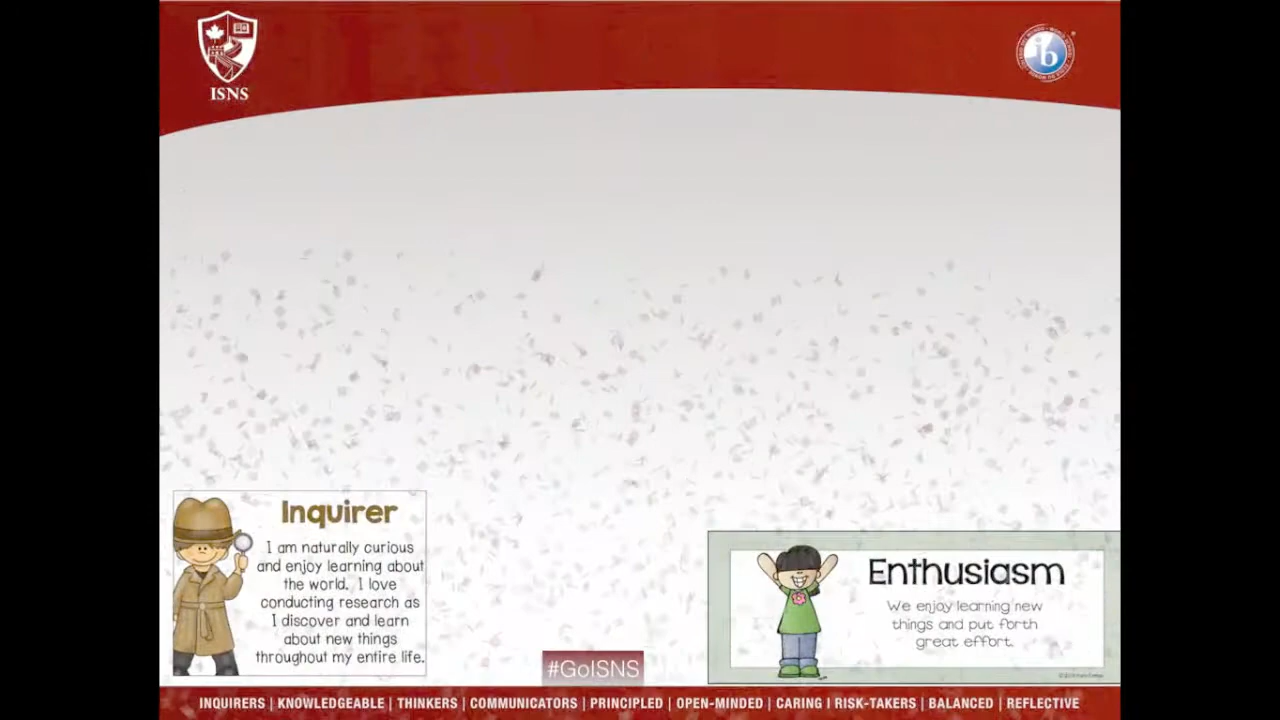 ISNS
ib
Inquirer
I am naturally curious
and enjoy learning about
the world. I love
conducting research as
I discover and learn
about new things
throughout my entire life.
Enthusiasm
We enjoy learning new
things and put forth
great effort.
#GoISNS
INQUIRERS | KNOWLEDGEABLE | THINKERS | COMMUNICATORS | PRINCIPLED | OPEN-MINDED | CARING I RISK-TAKERS | BALANCED | REFLECTIVE